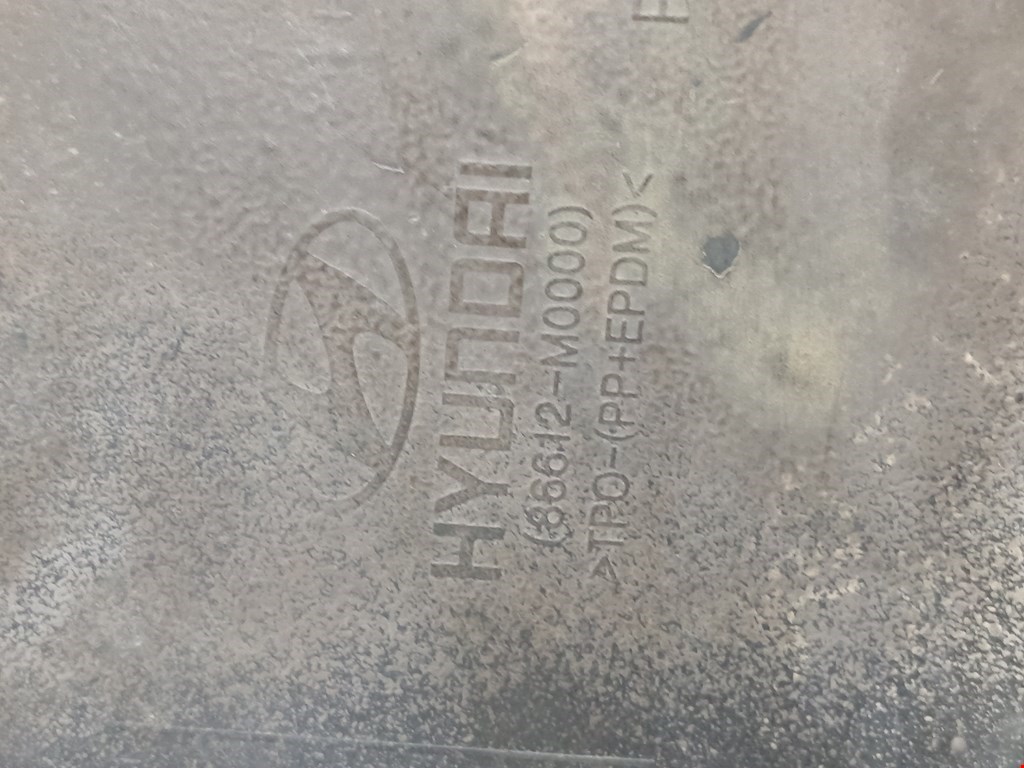 HYUNDAI
(86612-M0000)
>TPO-(PP+EPDM)<